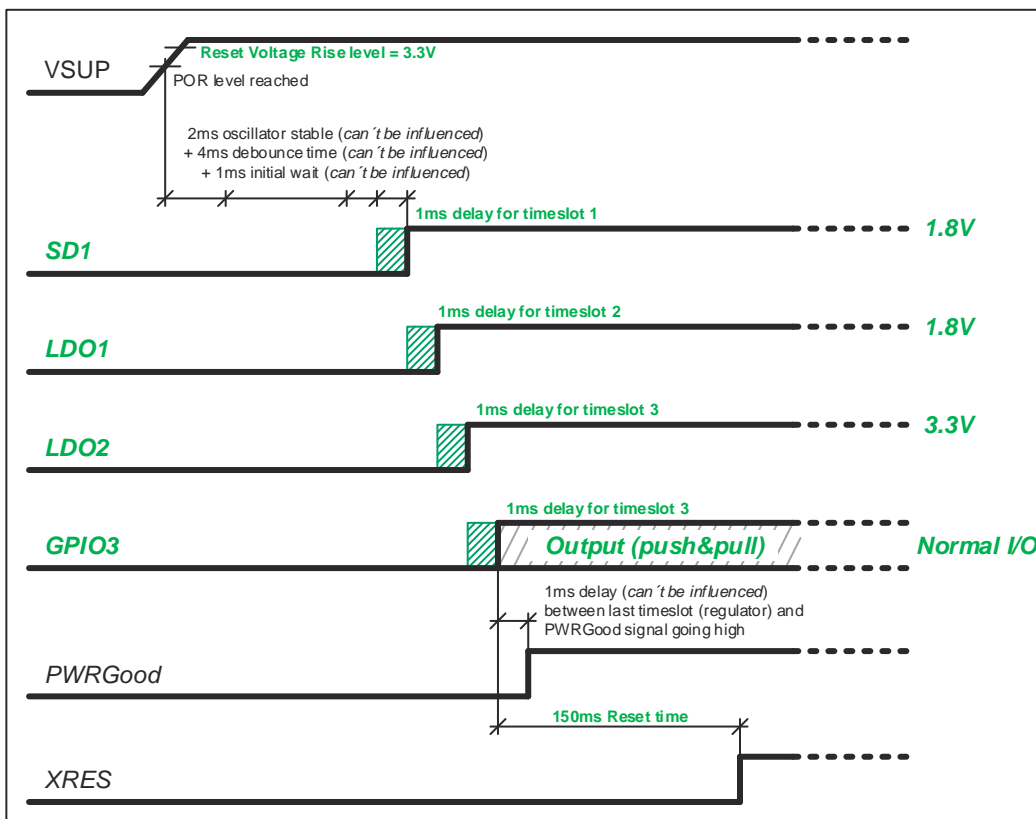 Reset Voltage Rise level = 3.3V
VSUP
POR level reached
2ms oscillator stable (can´t be influenced)
+ 4ms debounce time (can´t be influenced)
+ 1ms initial wait (can´t be influenced)
1ms delay for timeslot 1
1.8V
SD1
1ms delay for timeslot 2
1.8V
LDO1
1ms delay for timeslot 3
3.3V
LDO2
1ms delay for timeslot 3
GPIO3
Output (push&pull)
Normal I/O
1ms delay (can´t be influenced)
between last timeslot (regulator) and
PWRGood signal going high
PWRGood
150ms Reset time
XRES